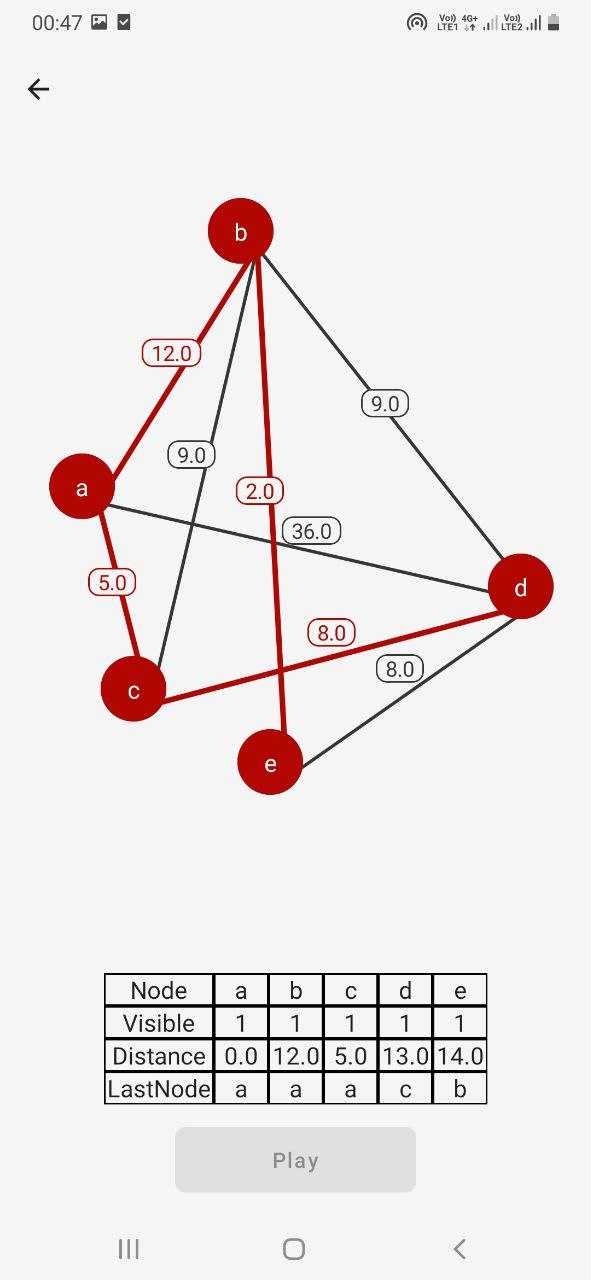 00:47 Vo)) LTE1 4G+ Vo)) LTE2
b
12.0
9.0
9.0
a
2.0
36.0
5.0
d
8.0
8.0
c
e
Node a b c d e
Visible 1 1 1 1 1
Distance 0.0 12.0 5.0 13.0 14.0
LastNode a a a c b
Play